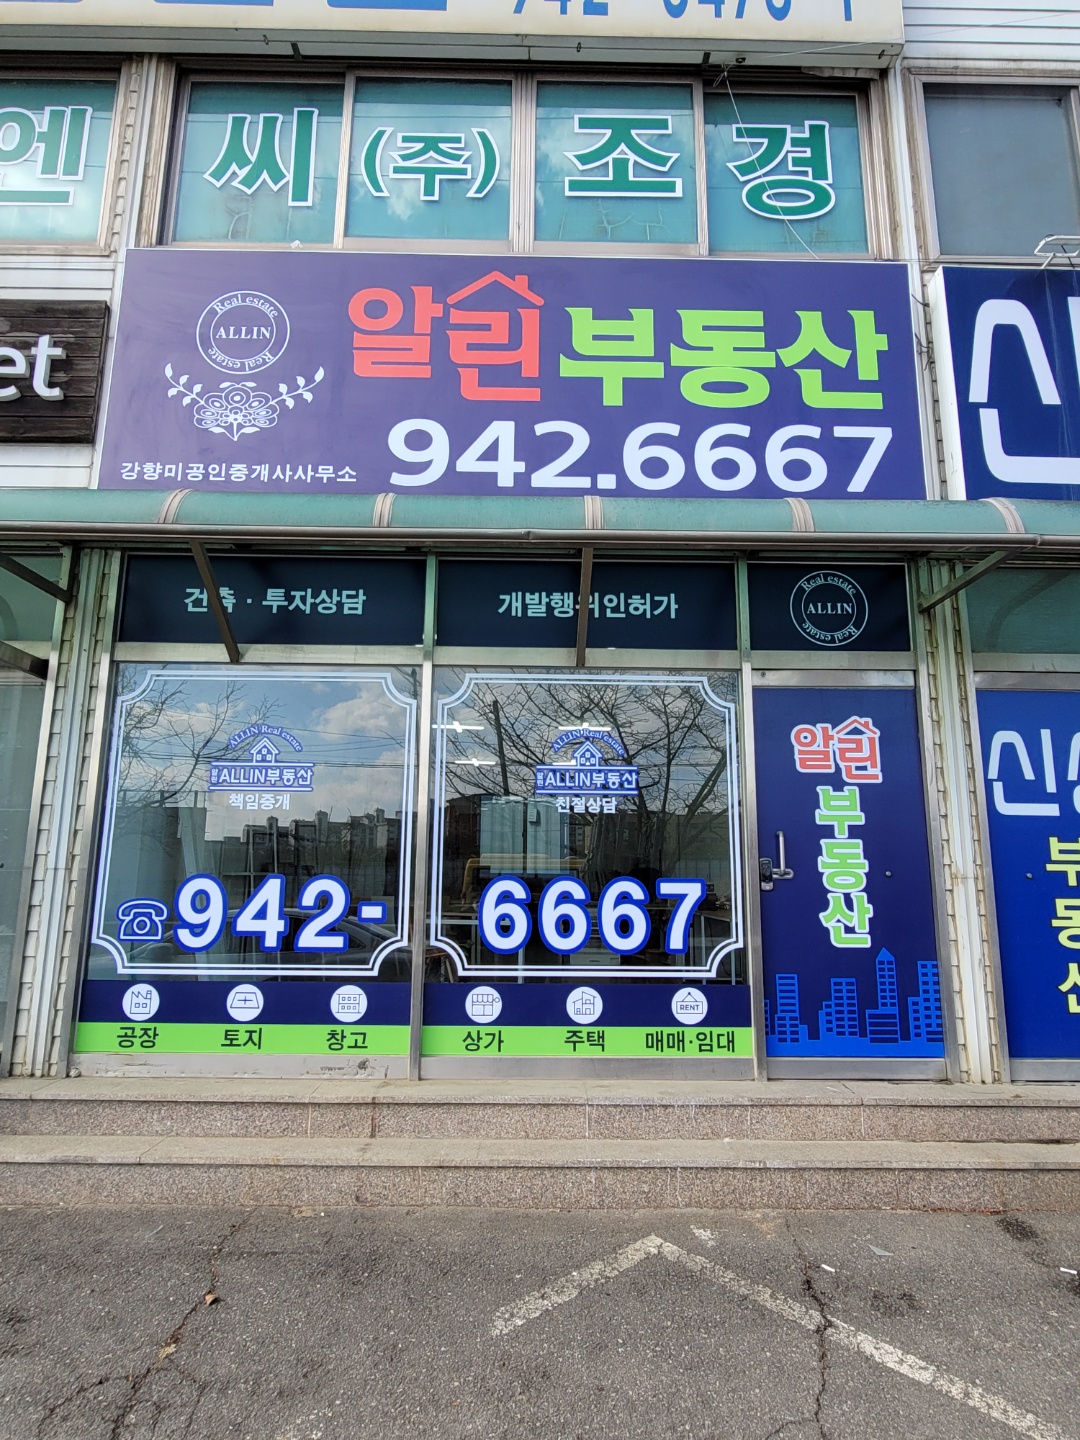 엔 씨 (주) 조 경
et
Real estate
ALLIN
Real estate
알린부동산
942.6667
강향미공인중개사사무소
신
건축 · 투자상담
개발행위인허가
Real estate
ALLIN
Real estate
ALLIN Real estate
알린 ALLIN부동산
책임중개
ALLIN Real estate
알린 ALLIN부동산
친절상담
942-
6667
알린
부
동
산
신
부
동
산
RENT
공장
토지
창고
상가
주택
매매·임대